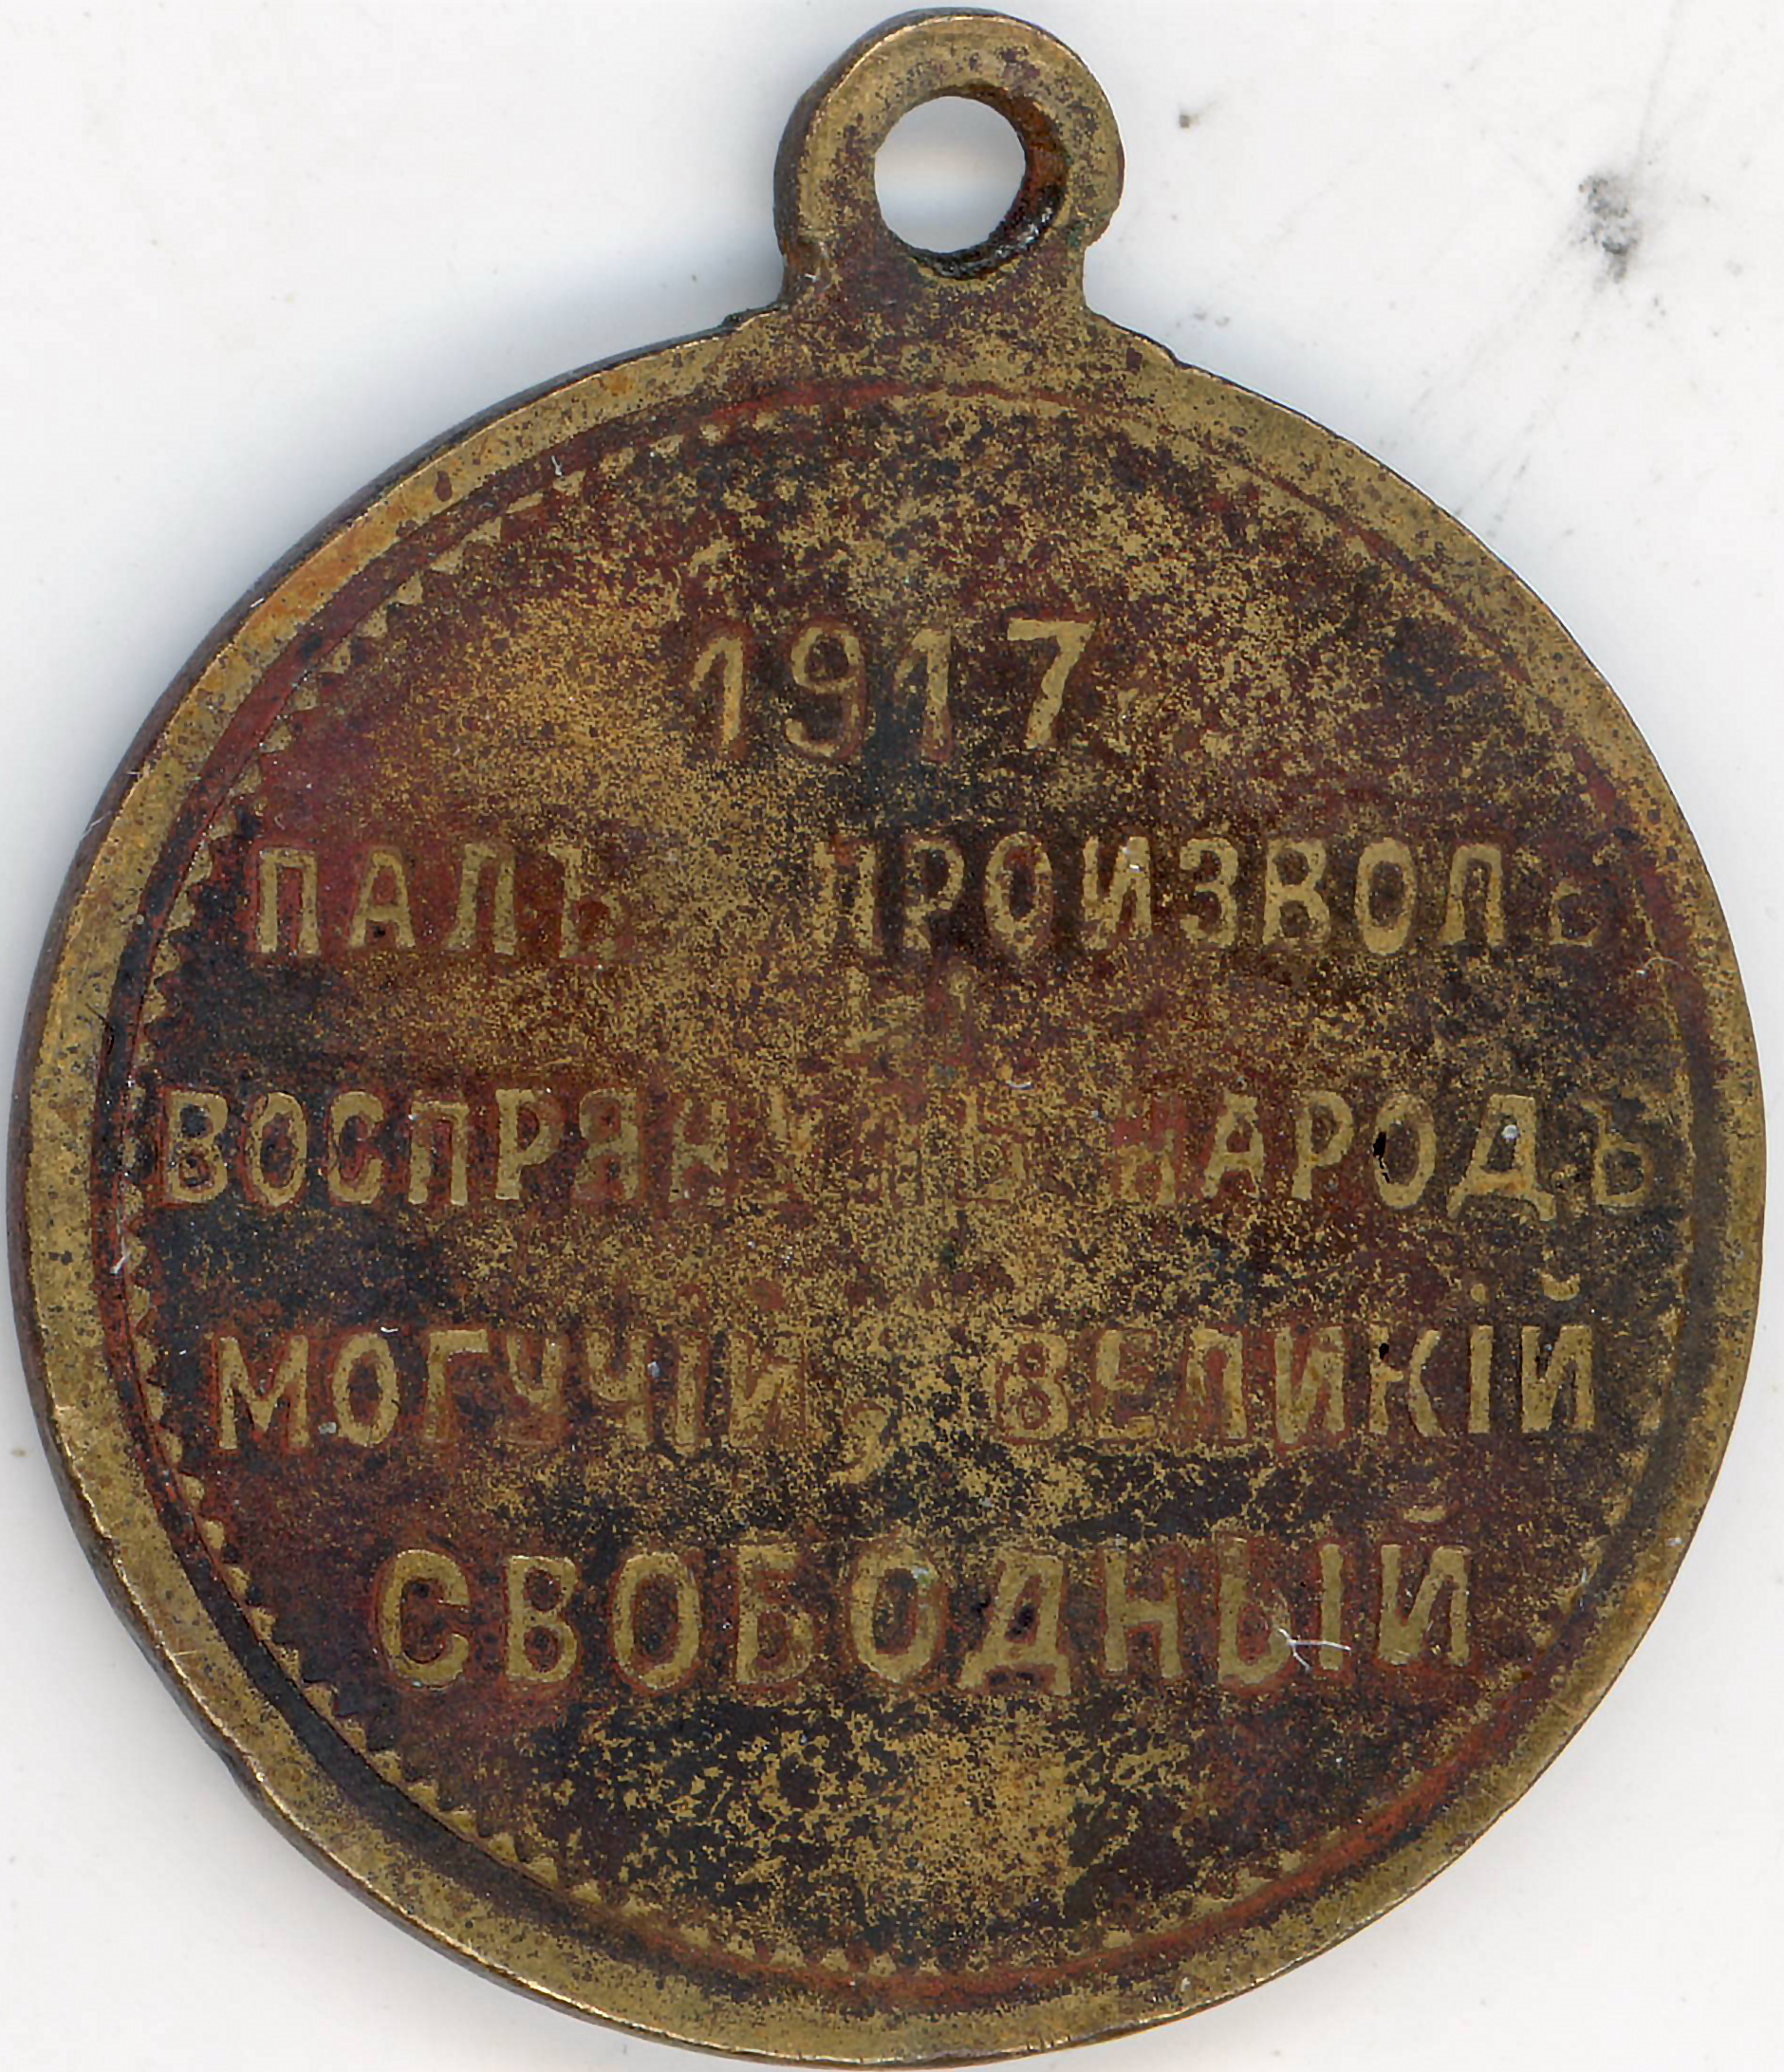 1917
ПАЛЪ ПРОИЗВОЛЪ
ВОСПРЯНУЛЪ НАРОДЪ
МОГУЧІЙ, ВЕЛИКІЙ
СВОБОДНЫЙ